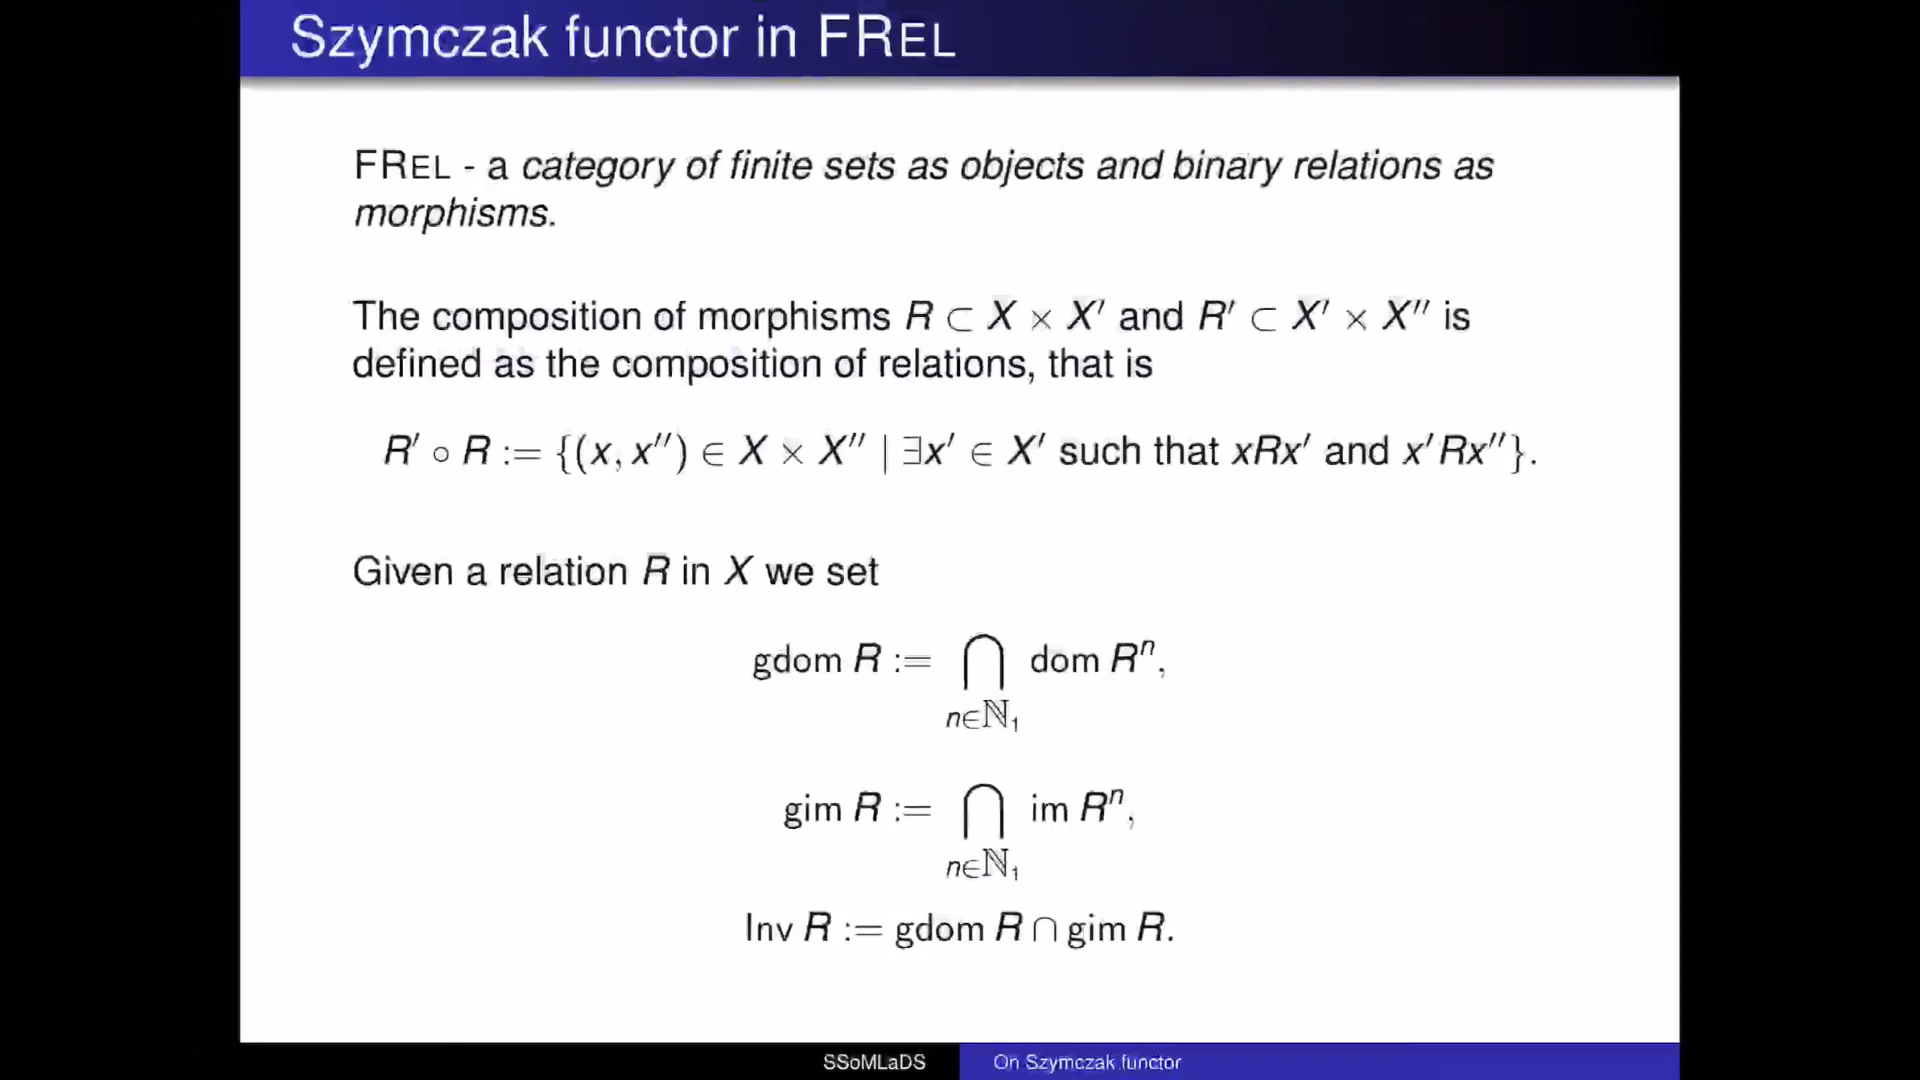 Szymczak functor in FREL
FREL - a category of finite sets as objects and binary relations as
morphisms.
The composition of morphisms R ⊂ X × X′ and R′ ⊂ X′ × X″ is
defined as the composition of relations, that is
R′ ∘ R := {(x, x″) ∈ X × X″ | ∃x′ ∈ X′ such that xRx′ and x′Rx″}.
Given a relation R in X we set
gdom R := ⋂ dom Rⁿ,
n∈ℕ₁
gim R := ⋂ im Rⁿ,
n∈ℕ₁
Inv R := gdom R ∩ gim R.
SSoMLaDS On Szymczak functor